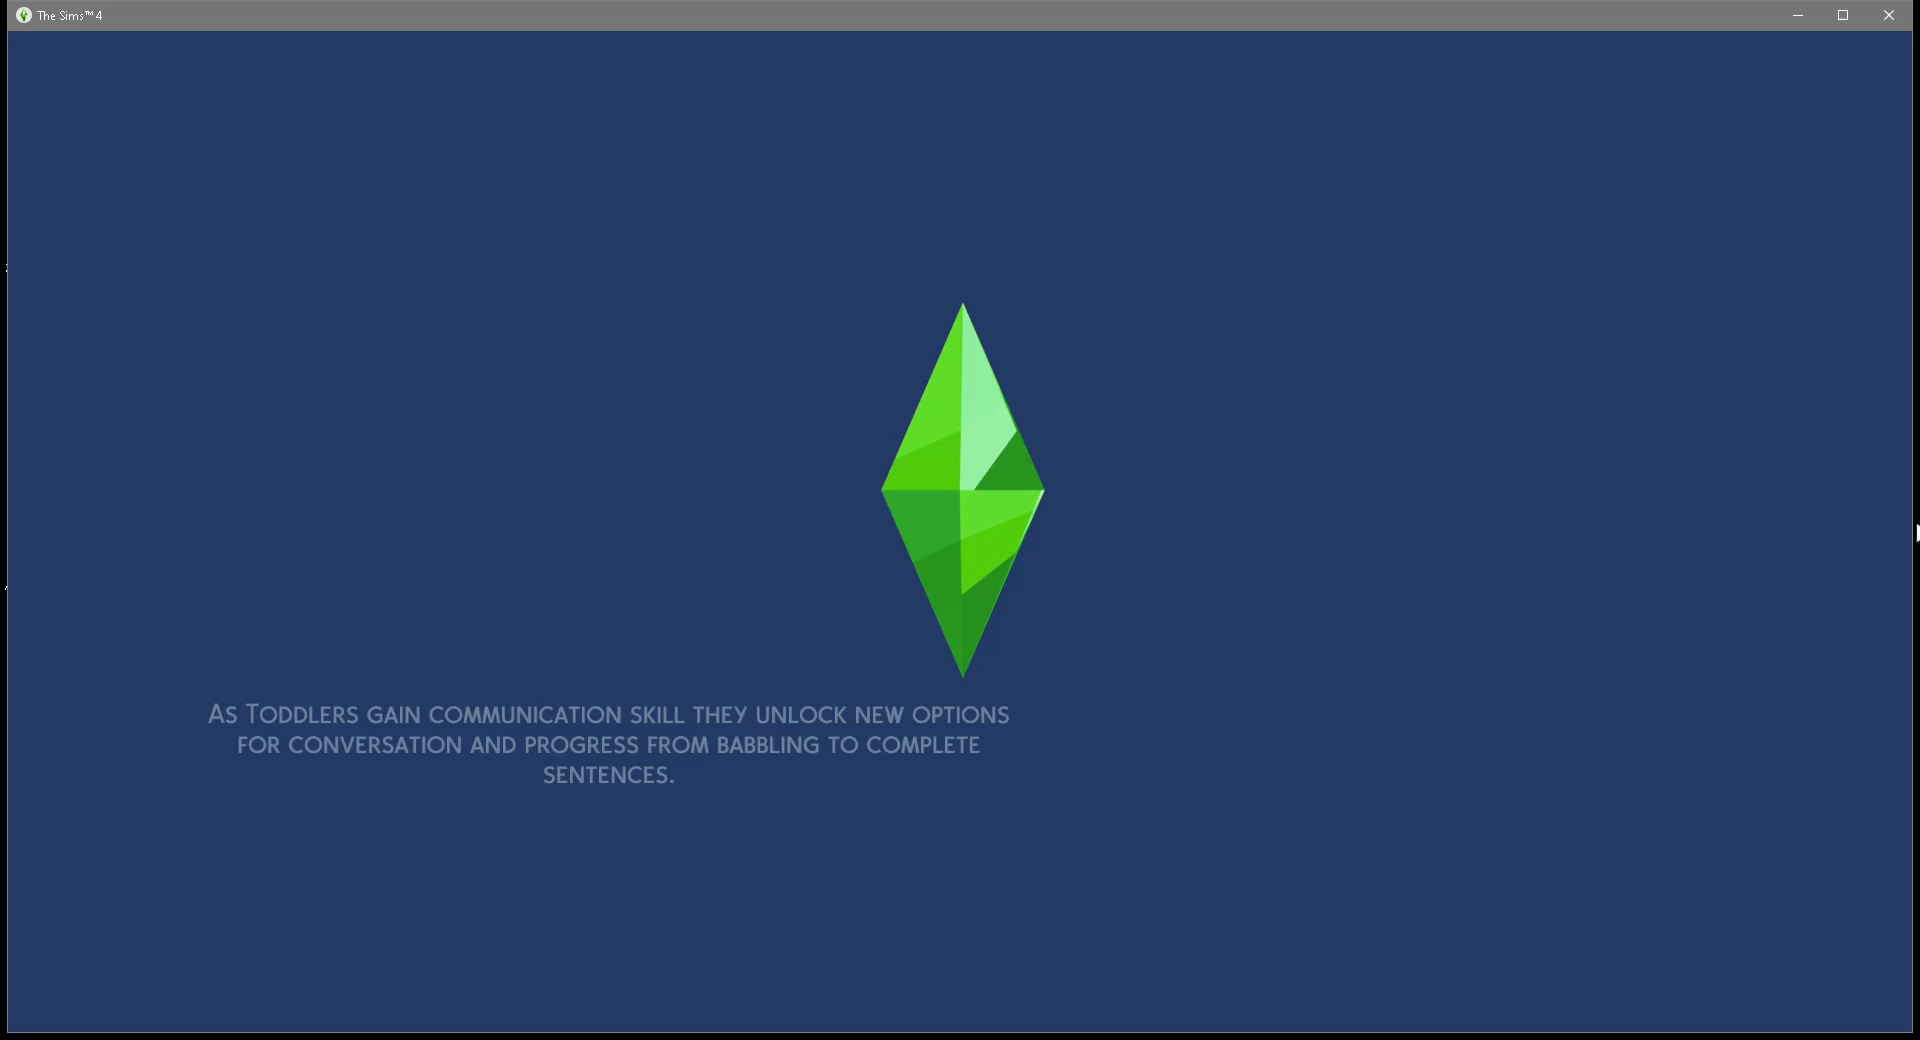 The Sims™ 4
As Toddlers gain communication skill they unlock new options
for conversation and progress from babbling to complete
sentences.